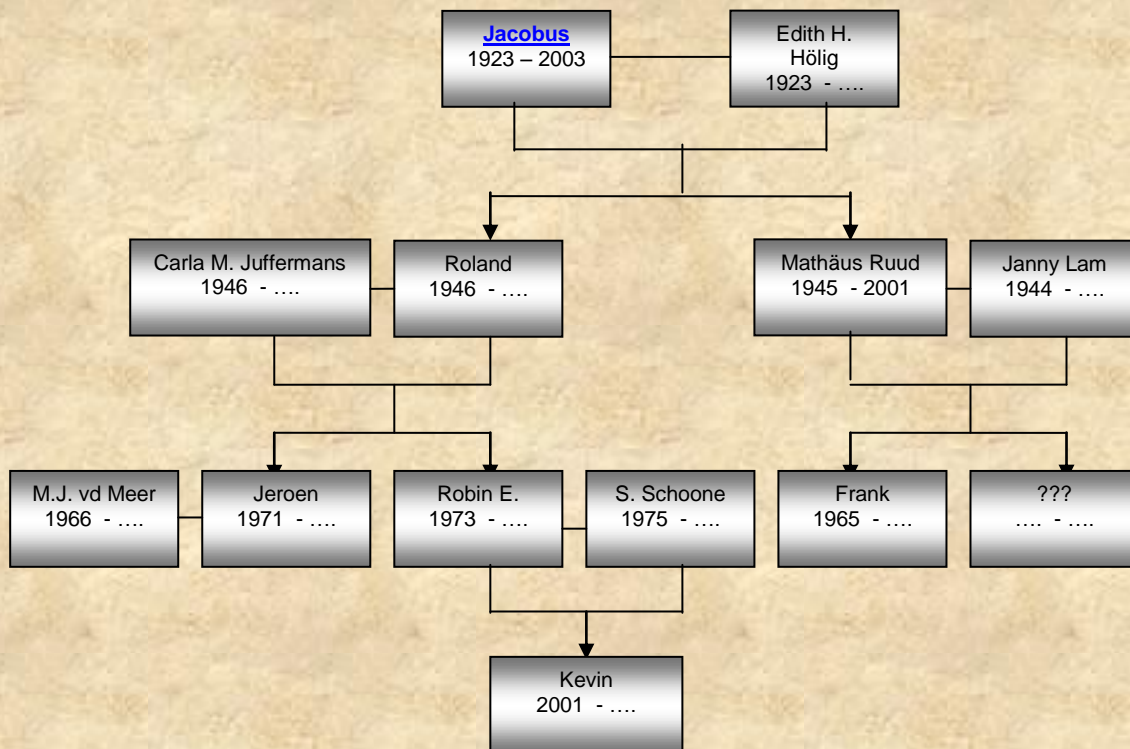 Jacobus
1923 – 2003
Edith H.
Hölig
1923 - ….
Carla M. Juffermans
1946 - ….
Roland
1946 - ….
Mathäus Ruud
1945 - 2001
Janny Lam
1944 - ….
M.J. vd Meer
1966 - ….
Jeroen
1971 - ….
Robin E.
1973 - ….
S. Schoone
1975 - ….
Frank
1965 - ….
???
…. - ….
Kevin
2001 - ….